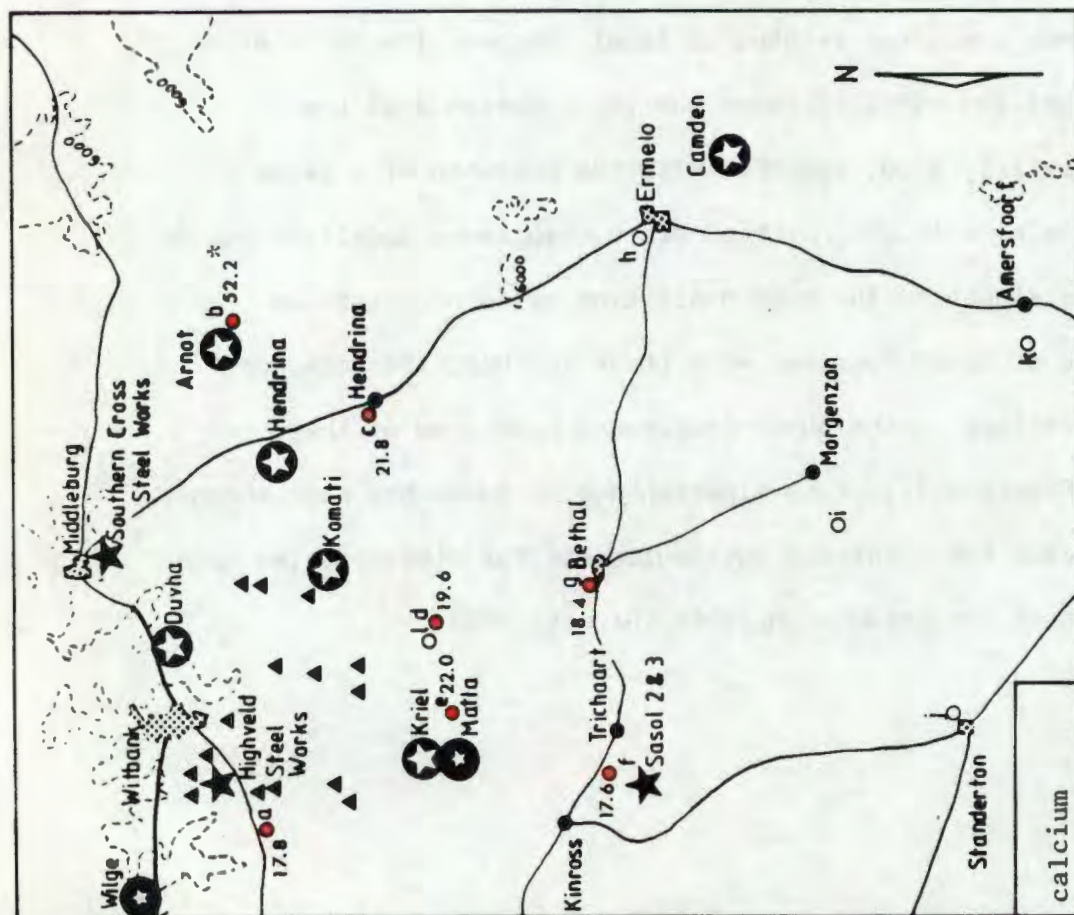 6000
6000
Middleburg
Southern Cross
Steel Works
Wilge
Witbank
Duvha
Arnot
b
52.2*
Highveld
Steel Works
a
17.8
Hendrina
Komati
c
Hendrina
21.8
6000
l
d
19.6
Kriel
e
22.0
Matla
N
Kinross
Trichaart
18.4
g
Bethal
h
Ermelo
Camden
17.6
f
Sasol 2 & 3
Morgenzon
i
j
Standerton
k
Amerstoorf
calcium